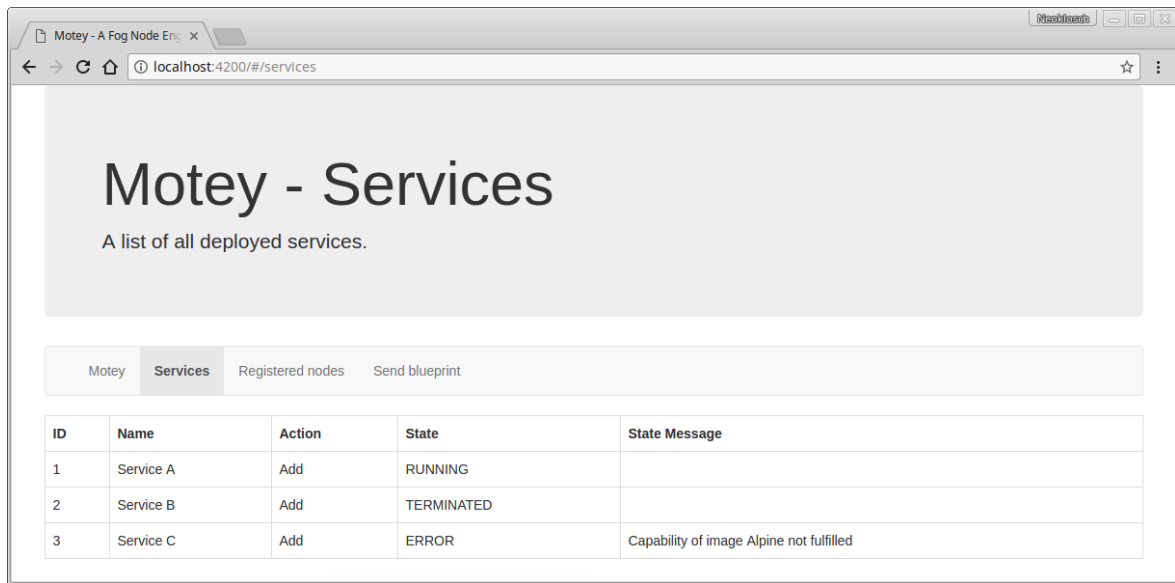 Neoklosch
Motey - A Fog Node Eng
localhost:4200/#/services
Motey - Services
A list of all deployed services.
Motey Services Registered nodes Send blueprint
ID Name Action State State Message
1 Service A Add RUNNING
2 Service B Add TERMINATED
3 Service C Add ERROR Capability of image Alpine not fulfilled